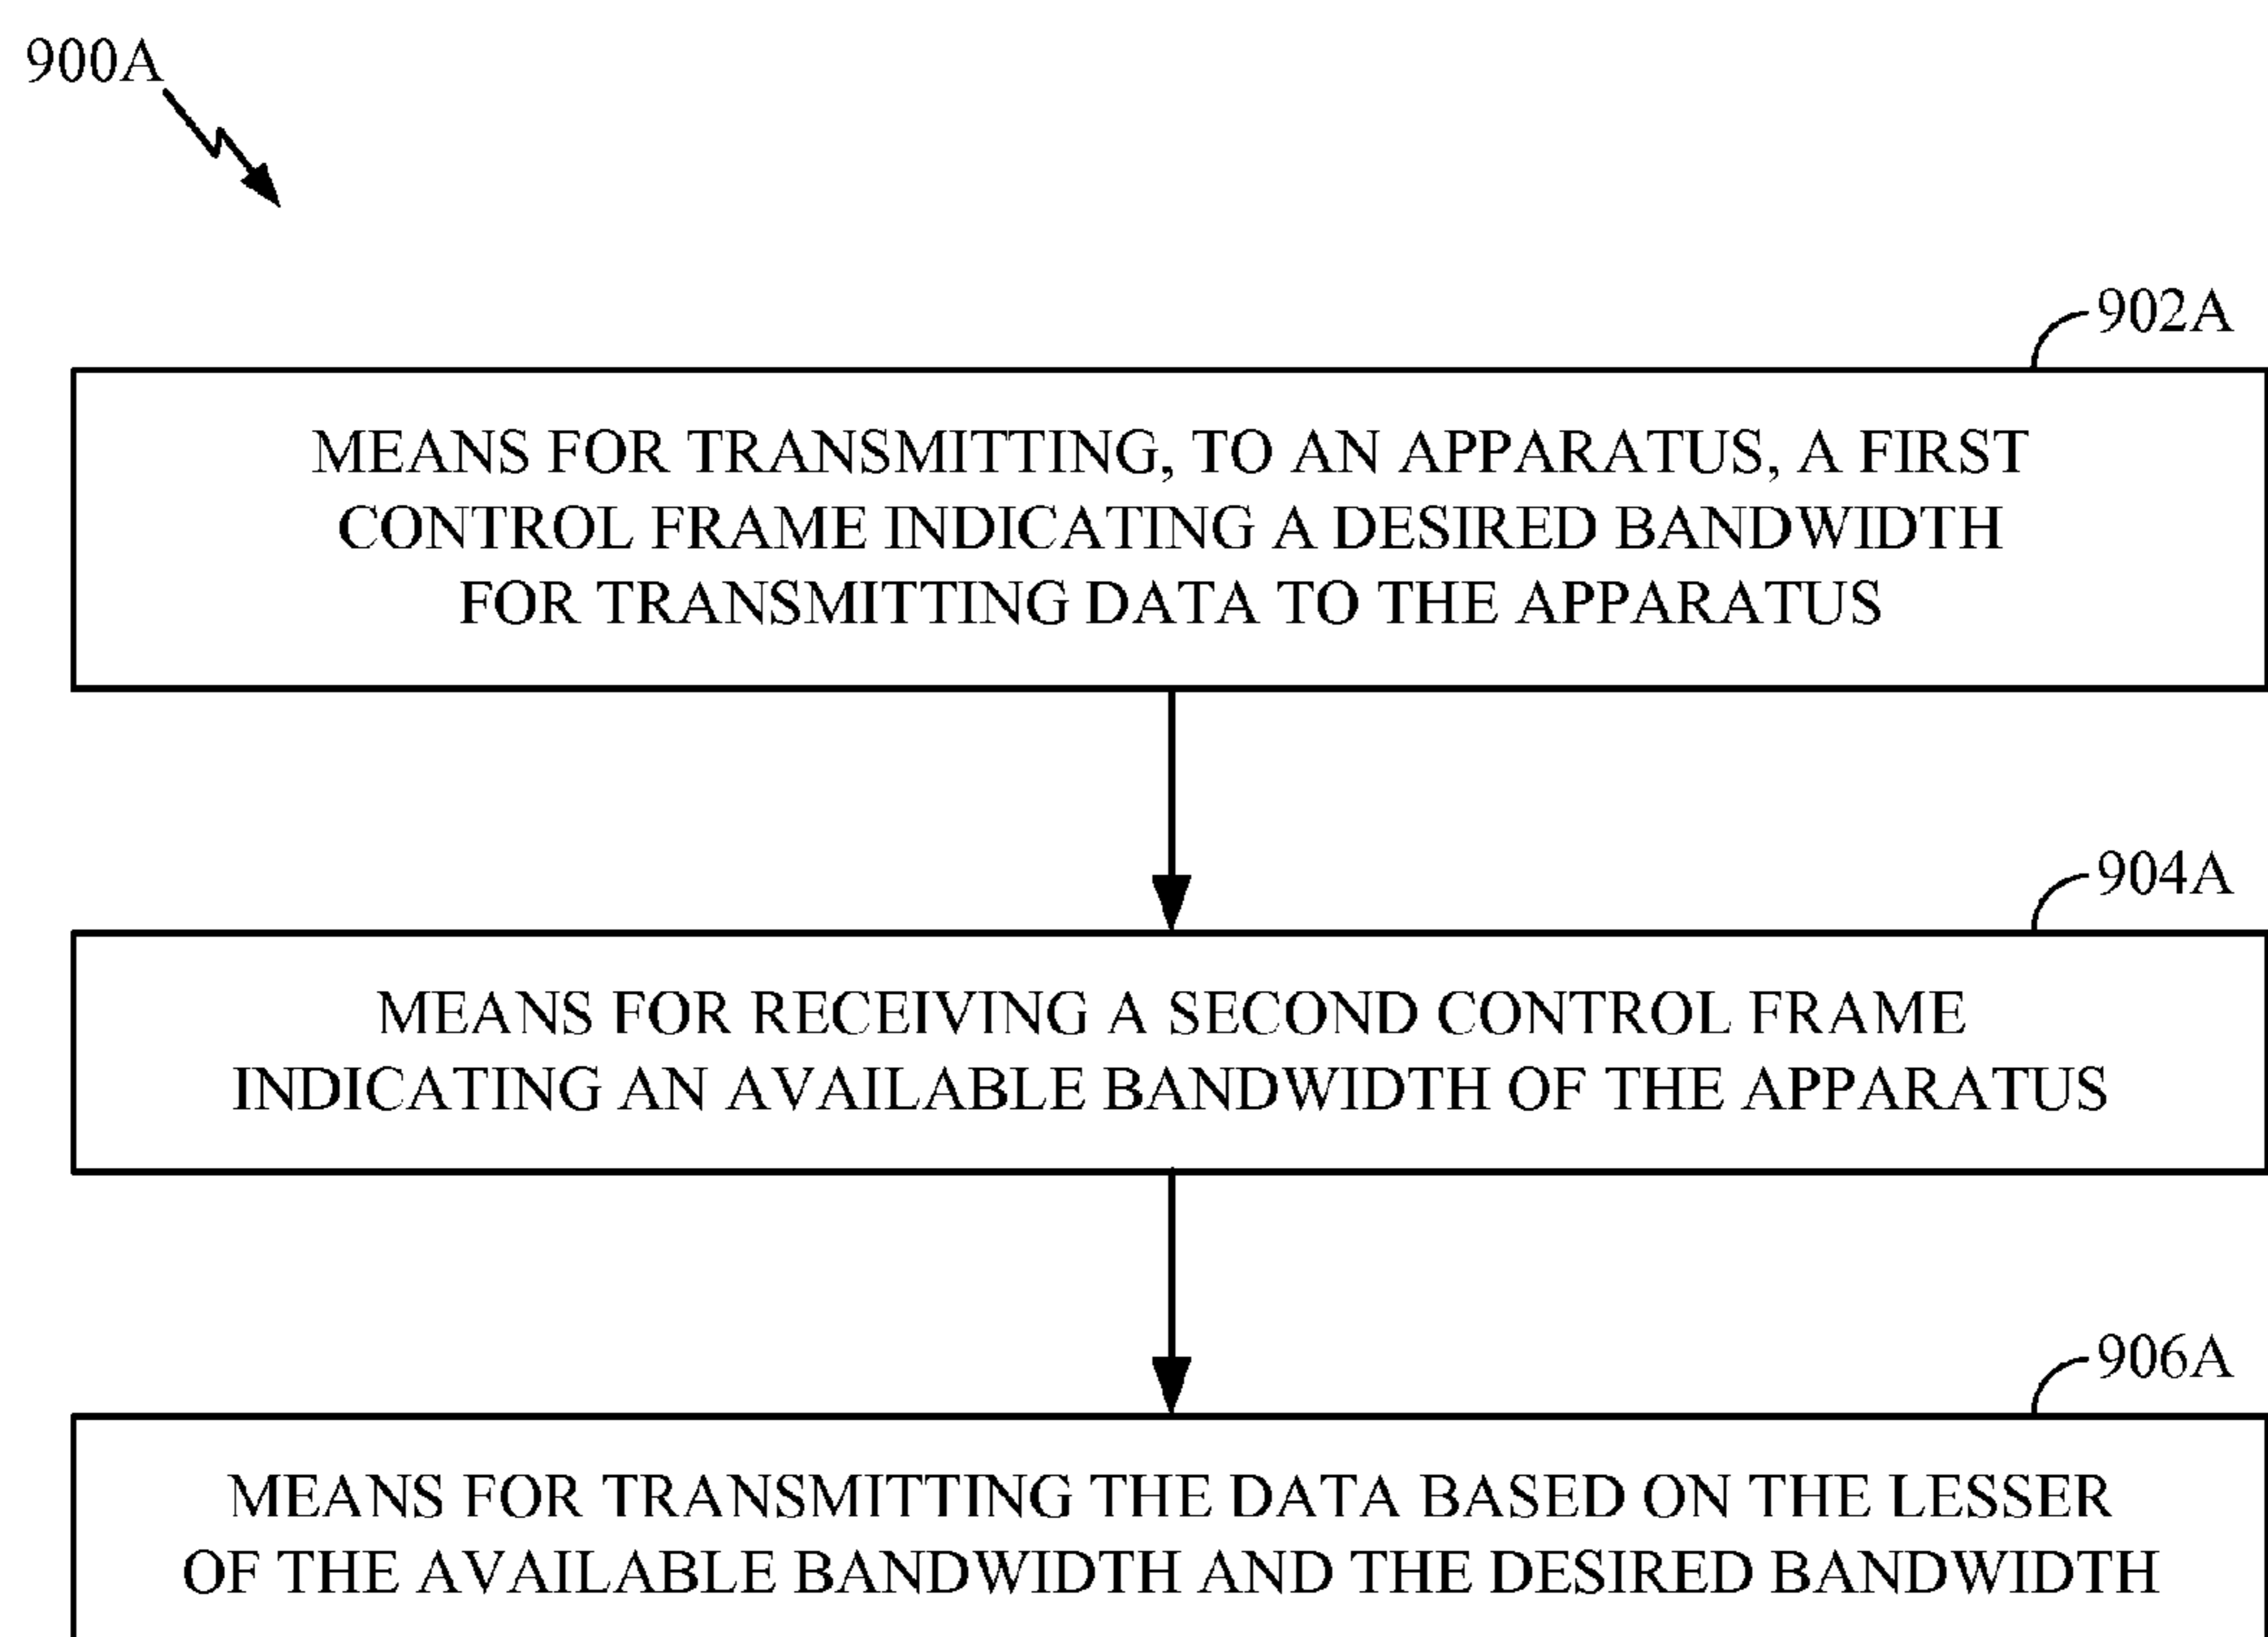 900A
902A
MEANS FOR TRANSMITTING, TO AN APPARATUS, A FIRST
CONTROL FRAME INDICATING A DESIRED BANDWIDTH
FOR TRANSMITTING DATA TO THE APPARATUS
904A
MEANS FOR RECEIVING A SECOND CONTROL FRAME
INDICATING AN AVAILABLE BANDWIDTH OF THE APPARATUS
906A
MEANS FOR TRANSMITTING THE DATA BASED ON THE LESSER
OF THE AVAILABLE BANDWIDTH AND THE DESIRED BANDWIDTH